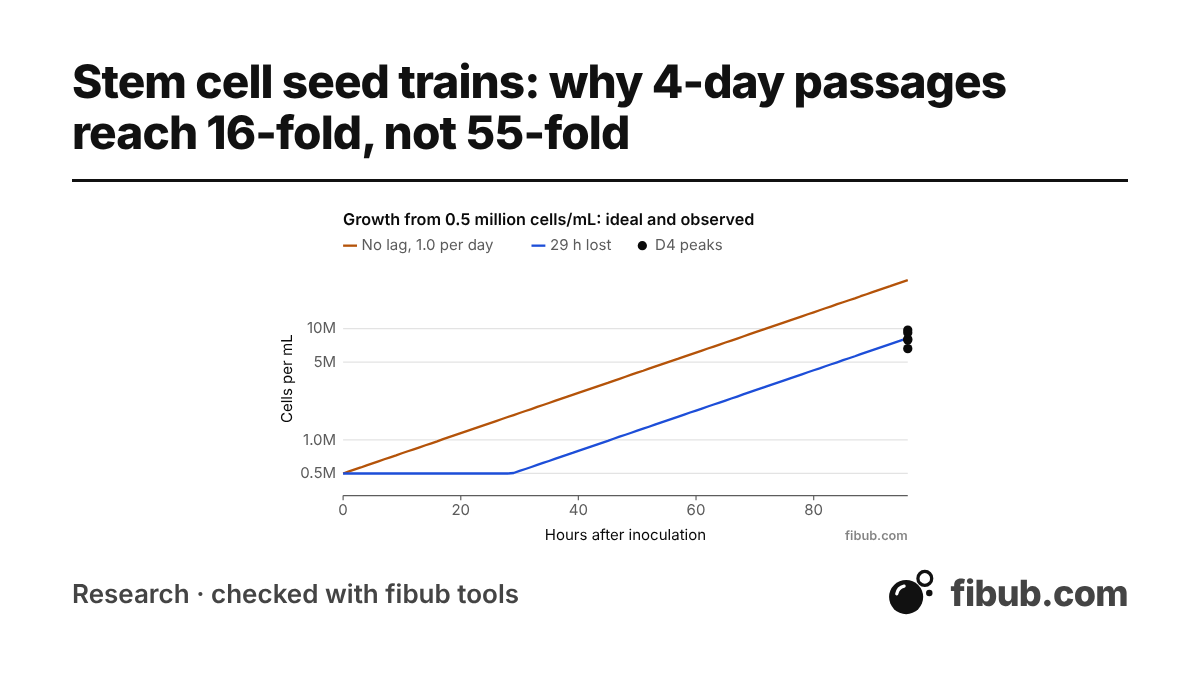 Stem cell seed trains: why 4-day passages
reach 16-fold, not 55-fold
Growth from 0.5 million cells/mL: ideal and observed
No lag, 1.0 per day 29 h lost D4 peaks
10M
5M
1.0M
0.5M
Cells per mL
0 20 40 60 80
Hours after inoculation
fibub.com
Research · checked with fibub tools
fibub.com